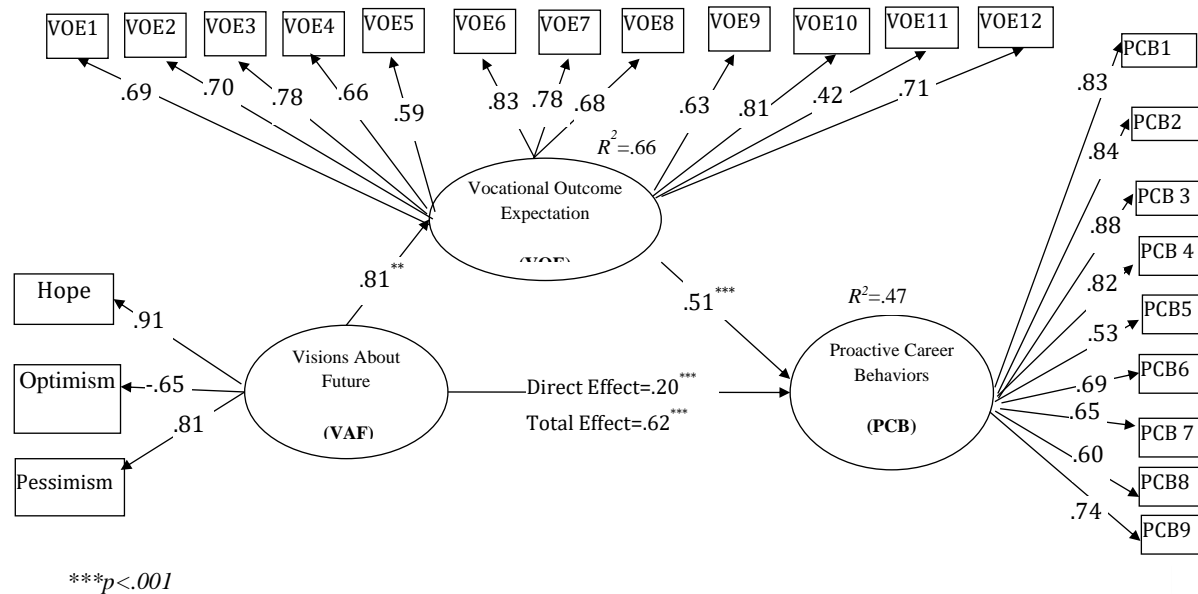 VOE1 VOE2 VOE3 VOE4 VOE5 VOE6 VOE7 VOE8 VOE9 VOE10 VOE11 VOE12
PCB1
.69 .70 .78 .66 .59 .83 .78 .68 .63 .81 .42 .71
.83
PCB2
R²=.66
.84
Vocational Outcome
Expectation
(VOE)
PCB 3
.88
PCB 4
.82
.81**
.51***
R²=.47
Hope
.91
PCB5
.53
Visions About
Future
(VAF)
Proactive Career
Behaviors
(PCB)
Optimism
-.65
Direct Effect=.20***
Total Effect=.62***
PCB6
.69
.81
PCB 7
.65
Pessimism
PCB8
.60
PCB9
.74
***p<.001